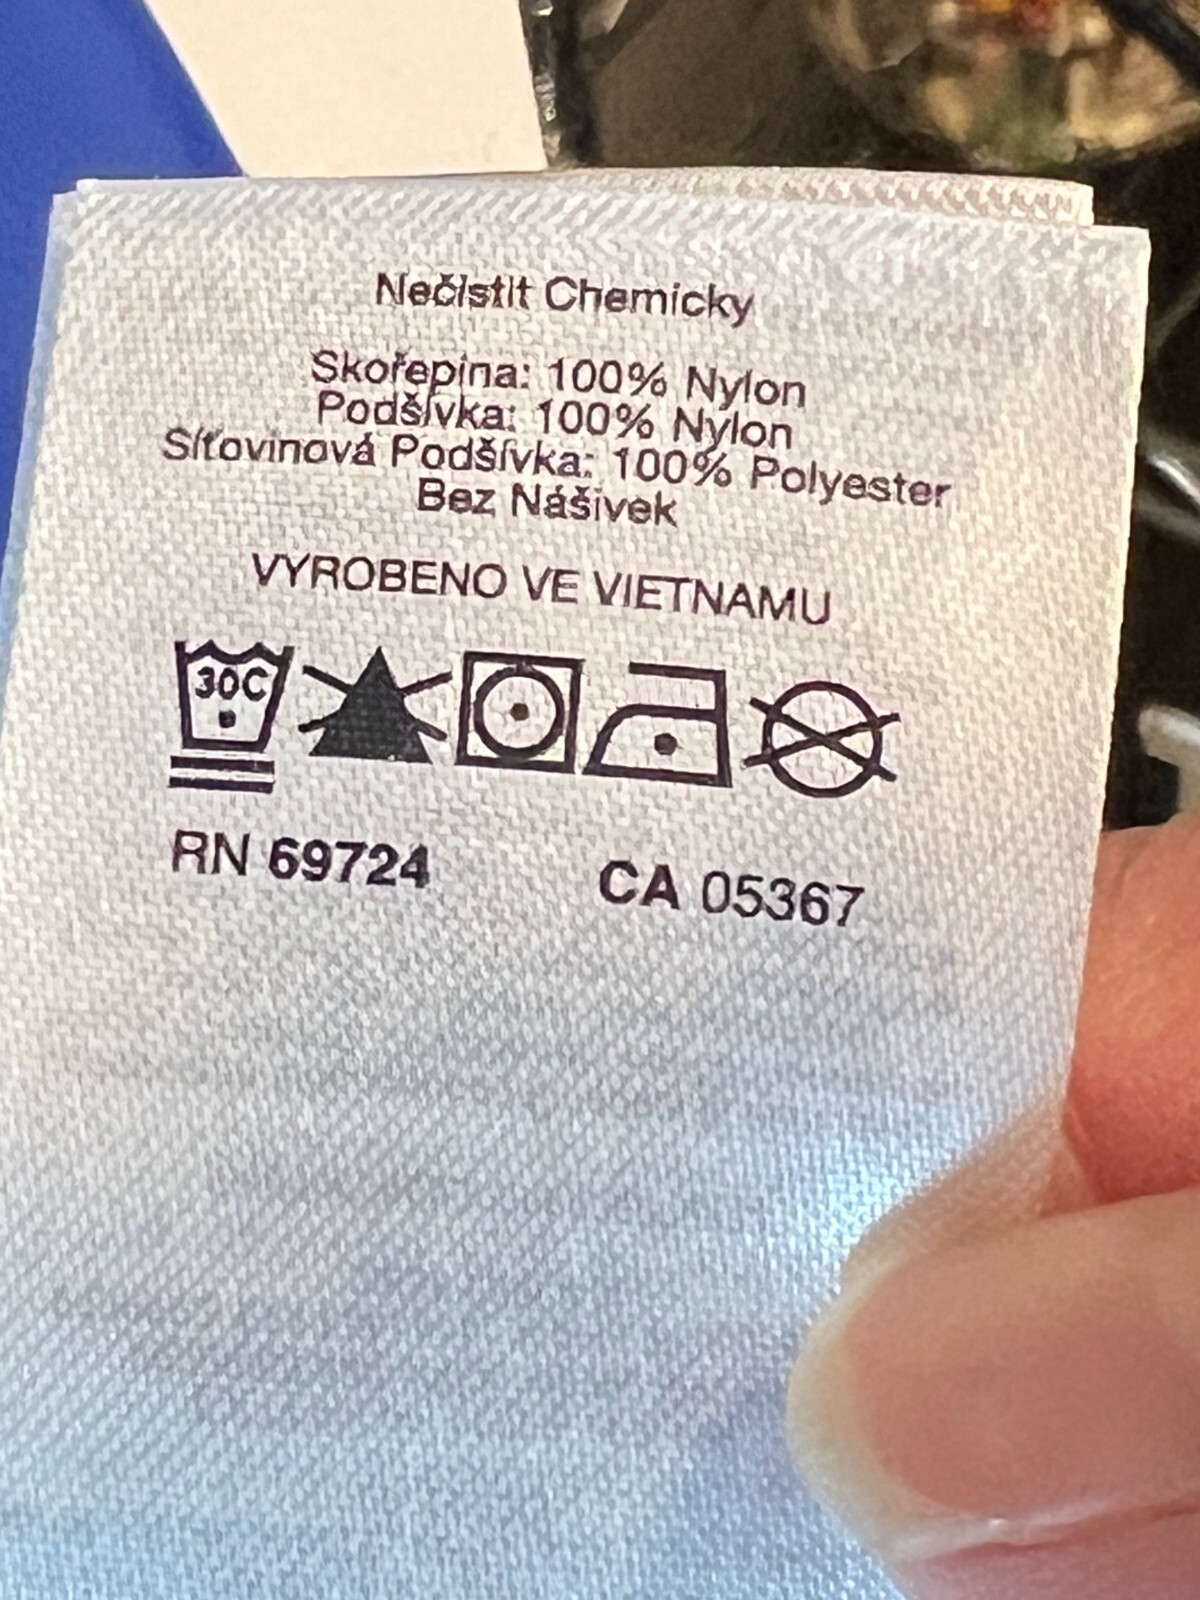 Nečistit Chemicky
Skořepina: 100% Nylon
Podšívka: 100% Nylon
Síťovinová Podšívka: 100% Polyester
Bez Nášivek
VYROBENO VE VIETNAMU
30C
RN 69724 CA 05367